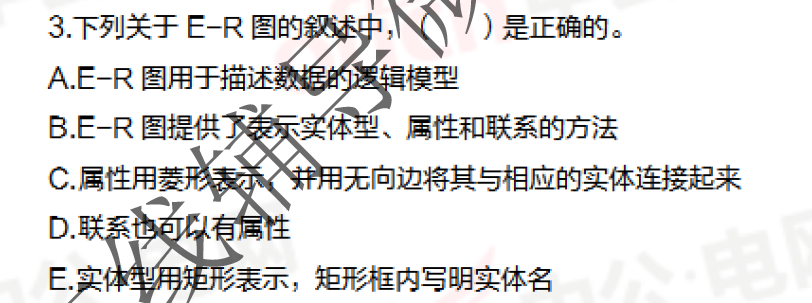 3.下列关于 E-R 图的叙述中，（ ）是正确的。
A.E-R 图用于描述数据的逻辑模型
B.E-R 图提供了表示实体型、属性和联系的方法
C.属性用菱形表示，并用无向边将其与相应的实体连接起来
D.联系也可以有属性
E.实体型用矩形表示，矩形框内写明实体名